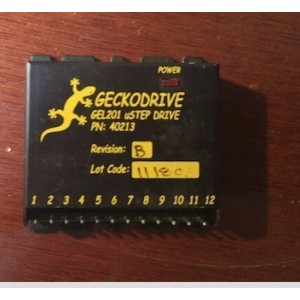 POWER
GECKODRIVE
GEL201 uSTEP DRIVE
PN: 40213
Revision: B
Lot Code: 1118C
1 2 3 4 5 6 7 8 9 10 11 12